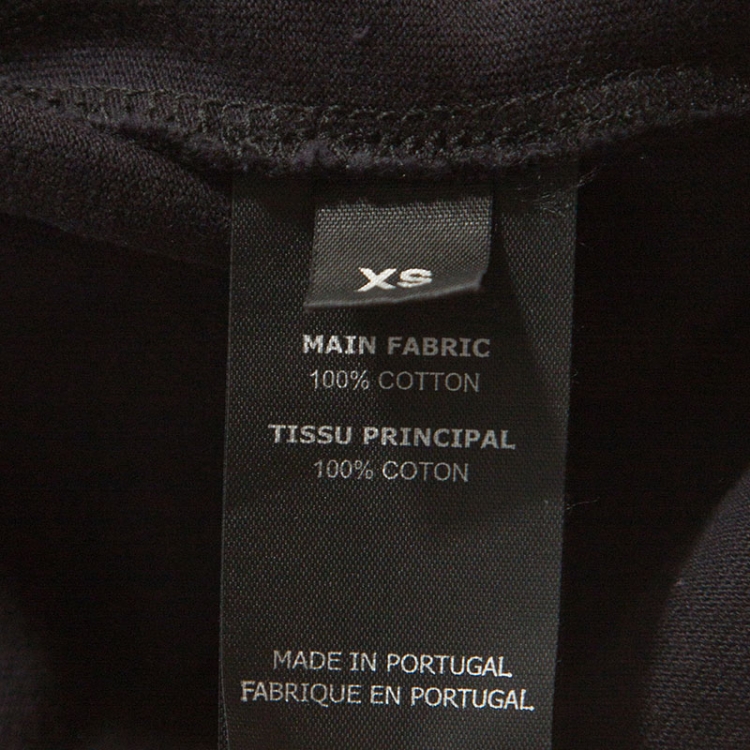 XS
MAIN FABRIC
100% COTTON
TISSU PRINCIPAL
100% COTON
MADE IN PORTUGAL
FABRIQUE EN PORTUGAL